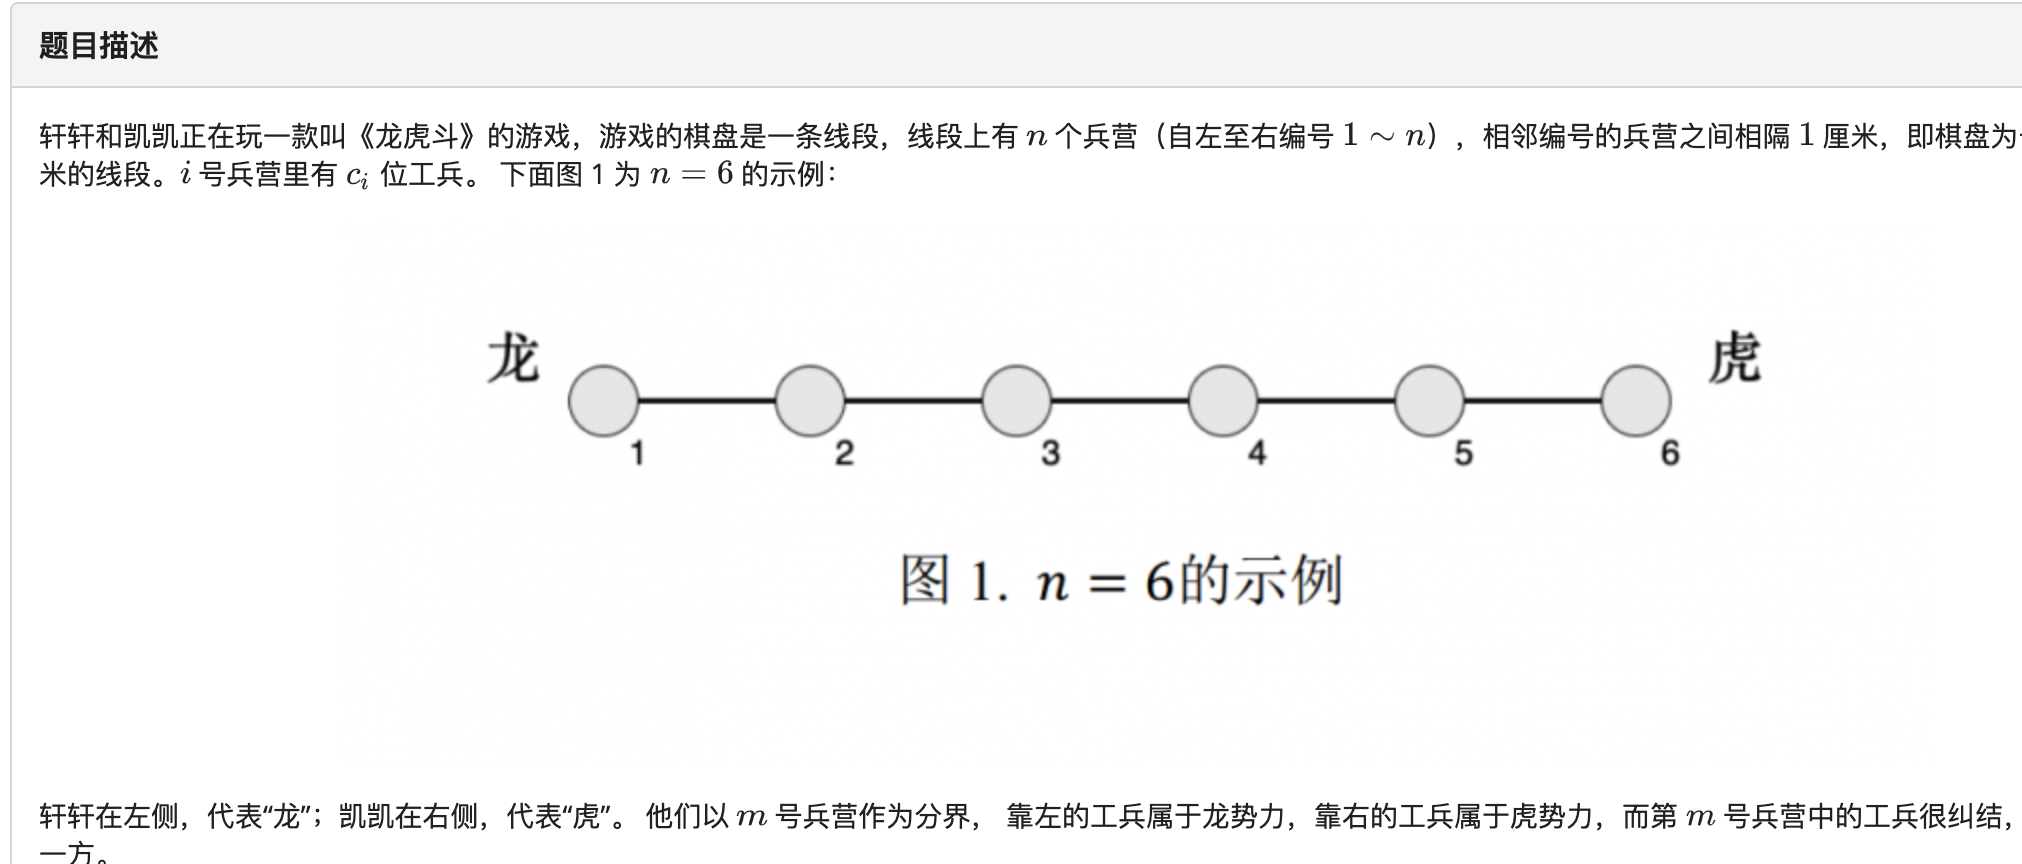 题目描述
轩轩和凯凯正在玩一款叫《龙虎斗》的游戏，游戏的棋盘是一条线段，线段上有 n 个兵营（自左至右编号 1 ∼ n），相邻编号的兵营之间相隔 1 厘米，即棋盘为
米的线段。i 号兵营里有 c_i 位工兵。 下面图 1 为 n = 6 的示例：
龙 虎
1 2 3 4 5 6
图 1. n = 6的示例
轩轩在左侧，代表“龙”；凯凯在右侧，代表“虎”。 他们以 m 号兵营作为分界， 靠左的工兵属于龙势力，靠右的工兵属于虎势力，而第 m 号兵营中的工兵很纠结，
一方。